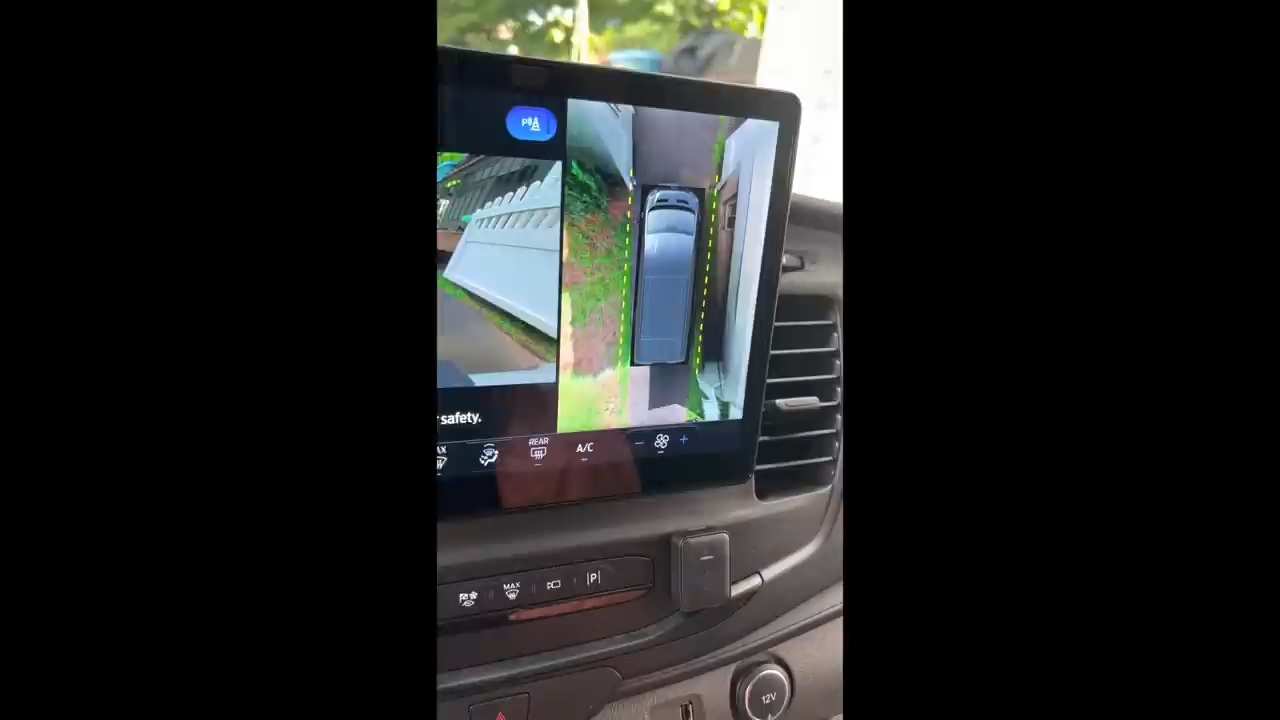 P
safety.
REAR
A/C
- +
MAX
|P|
12V